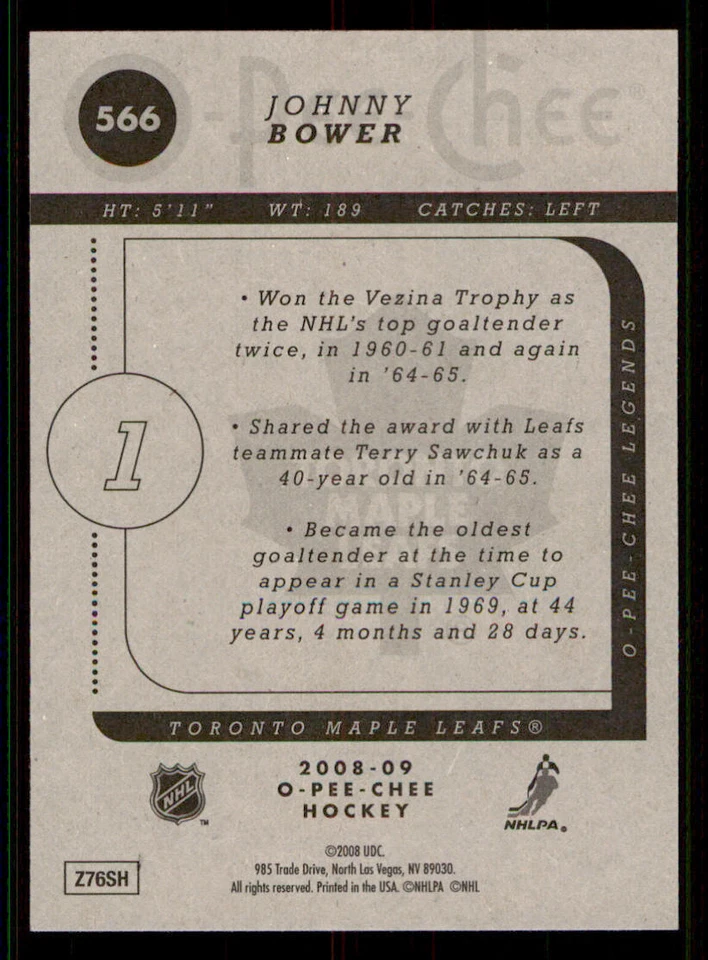 O-Pee-Chee®
566
JOHNNY
BOWER
HT: 5'11" WT: 189 CATCHES: LEFT
• Won the Vezina Trophy as
the NHL's top goaltender
twice, in 1960-61 and again
in '64-65.
• Shared the award with Leafs
teammate Terry Sawchuk as a
40-year old in '64-65.
• Became the oldest
goaltender at the time to
appear in a Stanley Cup
playoff game in 1969, at 44
years, 4 months and 28 days.
1
MAPLE
O-PEE-CHEE LEGENDS
TORONTO MAPLE LEAFS®
NHL
TM
2008-09
O-PEE-CHEE
HOCKEY
NHLPA®
©2008 UDC.
985 Trade Drive, North Las Vegas, NV 89030.
All rights reserved. Printed in the USA. ©NHLPA ©NHL
Z76SH